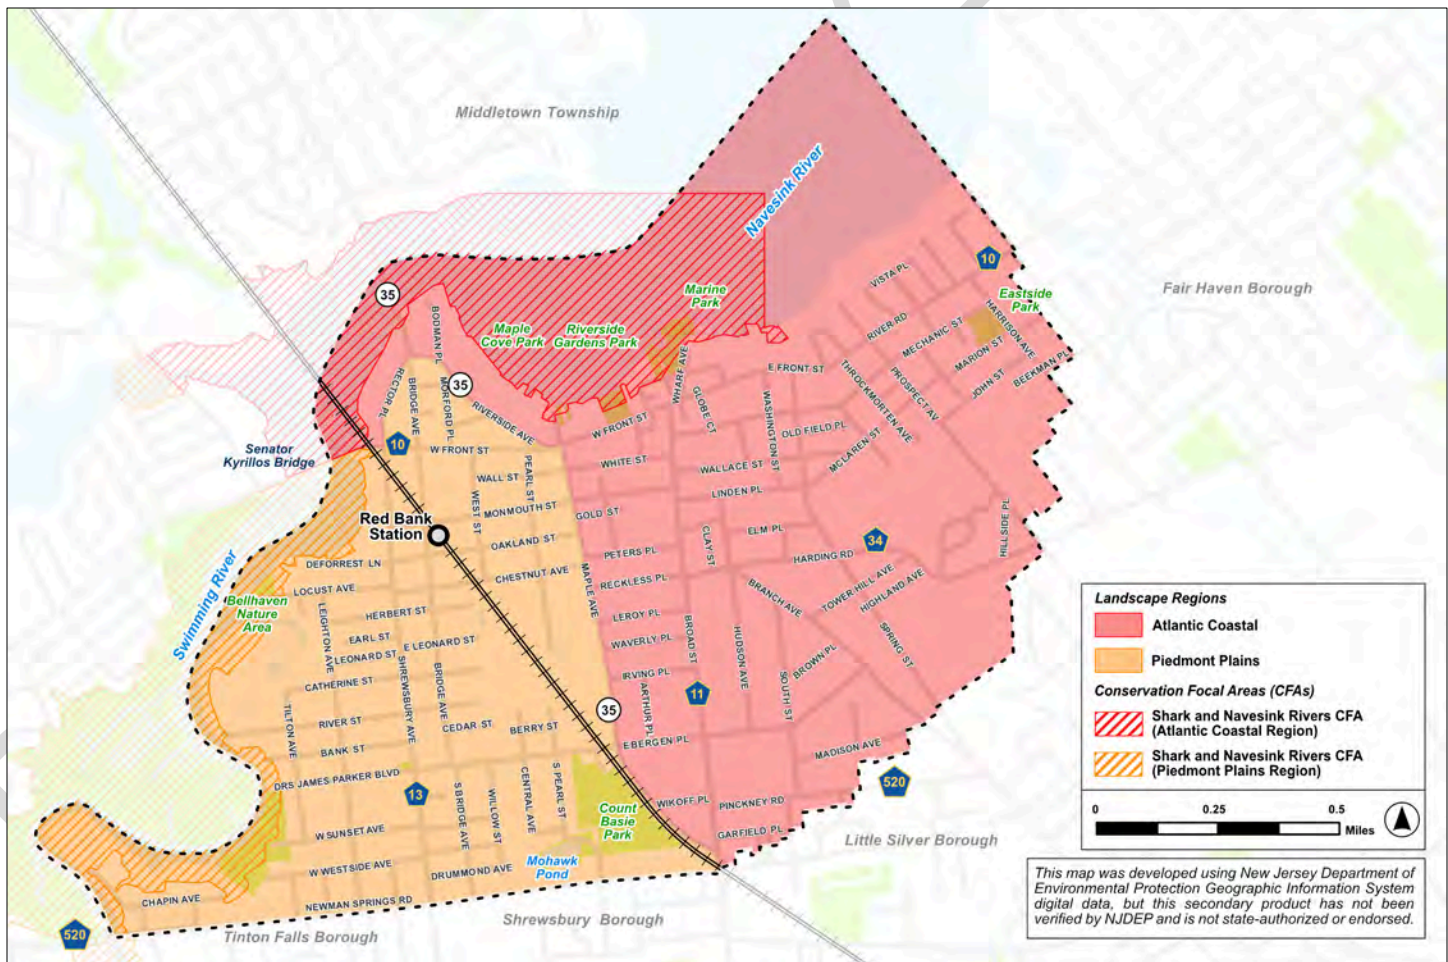 Middletown Township
Navesink River
35
10
VISTA PL
Fair Haven Borough
Eastside
Park
Marine
Park
HARRISON AVE
BODMAN PL
Maple
Cove Park
Riverside
Gardens Park
RIVER RD
MECHANIC ST
MARION ST
BEEKMAN PL
JOHN ST
E FRONT ST
THROCKMORTEN AVE
PROSPECT AV
RECTOR PL
BRIDGE AVE
MORFORD PL
35
RIVERSIDE AVE
WHARF AVE
GLOBE CT
WASHINGTON ST
OLD FIELD PL
MCLAREN ST
W FRONT ST
10
Senator
Kyrillos Bridge
W FRONT ST
PEARL ST
WALL ST
WEST ST
MONMOUTH ST
WHITE ST
WALLACE ST
LINDEN PL
GOLD ST
Red Bank
Station
OAKLAND ST
CLAY ST
ELM PL
34
HILLSIDE PL
DEFORREST LN
CHESTNUT AVE
MAPLE AVE
PETERS PL
HARDING RD
LOCUST AVE
RECKLESS PL
BRANCH AVE
TOWER HILL AVE
HIGHLAND AVE
Swimming River
Bellhaven
Nature
Area
LEIGHTON AVE
HERBERT ST
EARL ST
E LEONARD ST
LEONARD ST
LEROY PL
WAVERLY PL
BROAD ST
HUDSON AVE
SPRING ST
BROWN PL
CATHERINE ST
SHREWSBURY AVE
BRIDGE AVE
IRVING PL
ARTHUR PL
11
SOUTH ST
TILTON AVE
RIVER ST
BANK ST
CEDAR ST
BERRY ST
35
E BERGEN PL
MADISON AVE
DRS JAMES PARKER BLVD
13
S BRIDGE AVE
WILLOW ST
CENTRAL AVE
S PEARL ST
520
Count
Basie
Park
WIKOFF PL
PINCKNEY RD
GARFIELD PL
W SUNSET AVE
Little Silver Borough
W WESTSIDE AVE
DRUMMOND AVE
Mohawk
Pond
CHAPIN AVE
NEWMAN SPRINGS RD
520
Tinton Falls Borough
Shrewsbury Borough
Landscape Regions
Atlantic Coastal
Piedmont Plains
Conservation Focal Areas (CFAs)
Shark and Navesink Rivers CFA
(Atlantic Coastal Region)
Shark and Navesink Rivers CFA
(Piedmont Plains Region)
0 0.25 0.5
Miles
This map was developed using New Jersey Department of
Environmental Protection Geographic Information System
digital data, but this secondary product has not been
verified by NJDEP and is not state-authorized or endorsed.